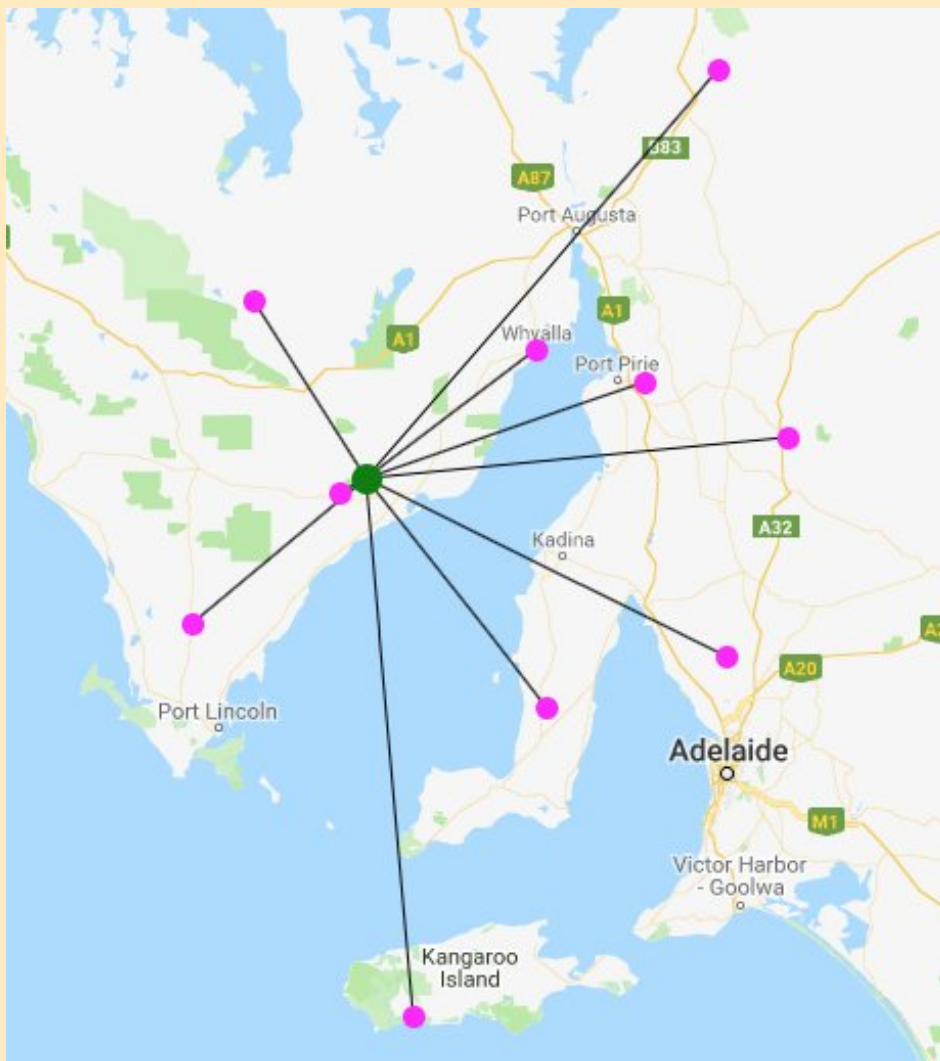 B83
A87
Port Augusta
A1
A1
Whyalla
Port Pirie
A32
Kadina
A20
Port Lincoln
Adelaide
M1
Victor Harbor
- Goolwa
Kangaroo
Island